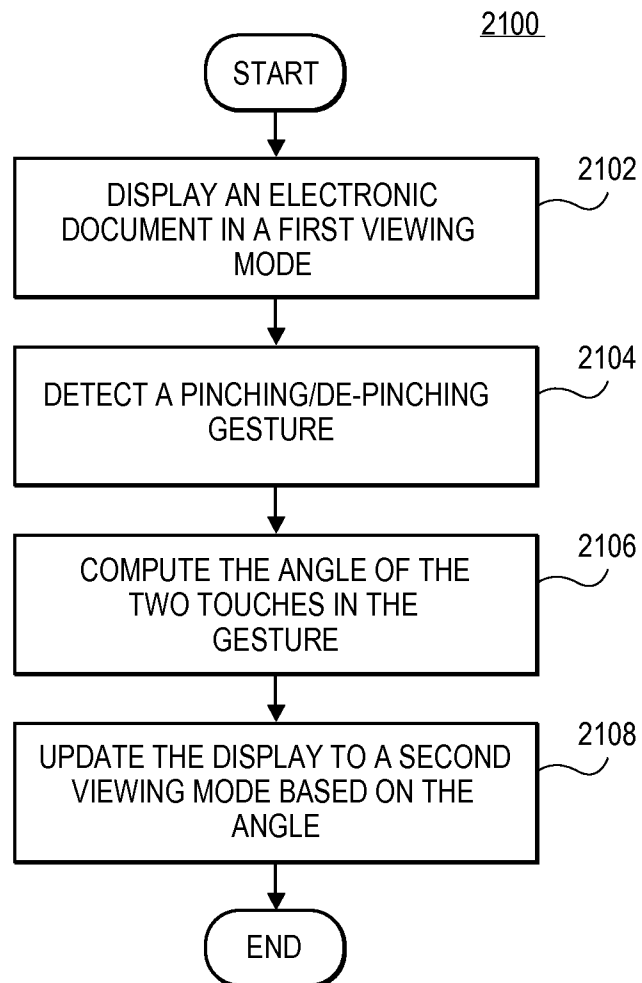 2100
START
DISPLAY AN ELECTRONIC
DOCUMENT IN A FIRST VIEWING
MODE
2102
DETECT A PINCHING/DE-PINCHING
GESTURE
2104
COMPUTE THE ANGLE OF THE
TWO TOUCHES IN THE
GESTURE
2106
UPDATE THE DISPLAY TO A SECOND
VIEWING MODE BASED ON THE
ANGLE
2108
END